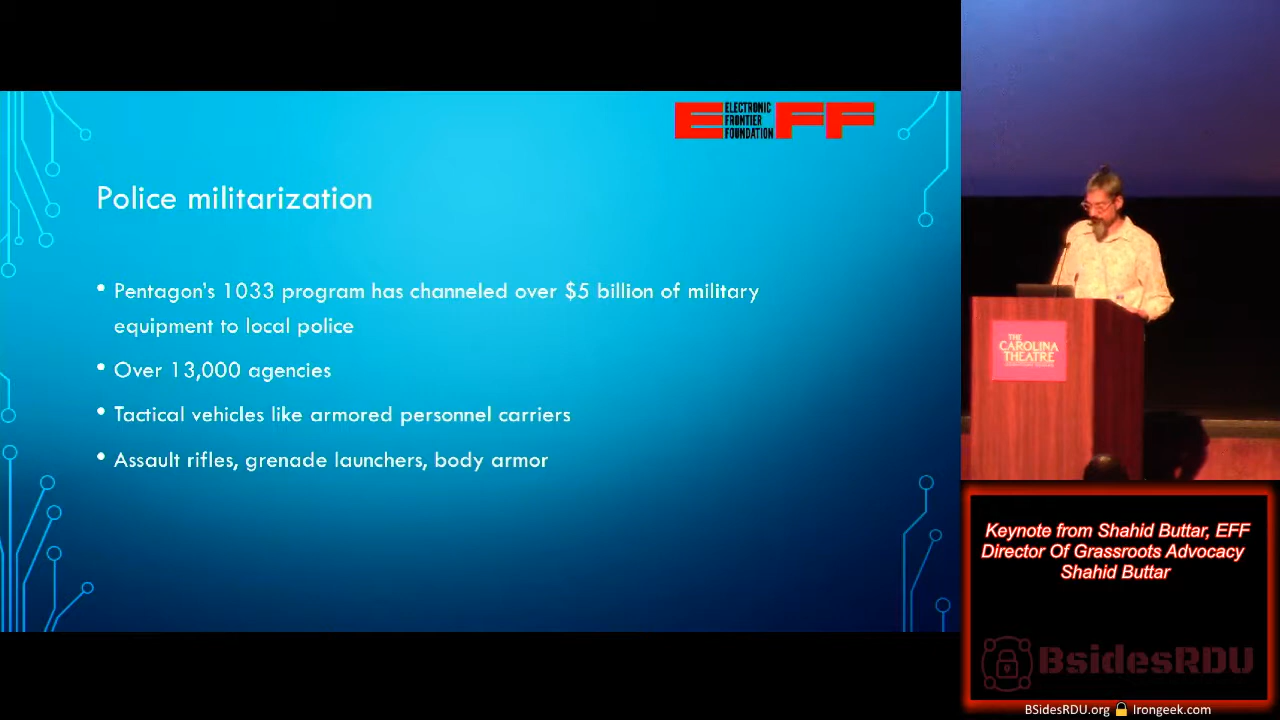 ELECTRONIC
FRONTIER
FOUNDATION
EFF
Police militarization
• Pentagon's 1033 program has channeled over $5 billion of military
equipment to local police
• Over 13,000 agencies
• Tactical vehicles like armored personnel carriers
• Assault rifles, grenade launchers, body armor
THE
CAROLINA
THEATRE
Keynote from Shahid Buttar, EFF
Director Of Grassroots Advocacy
Shahid Buttar
BsidesRDU
BSidesRDU.org Irongeek.com